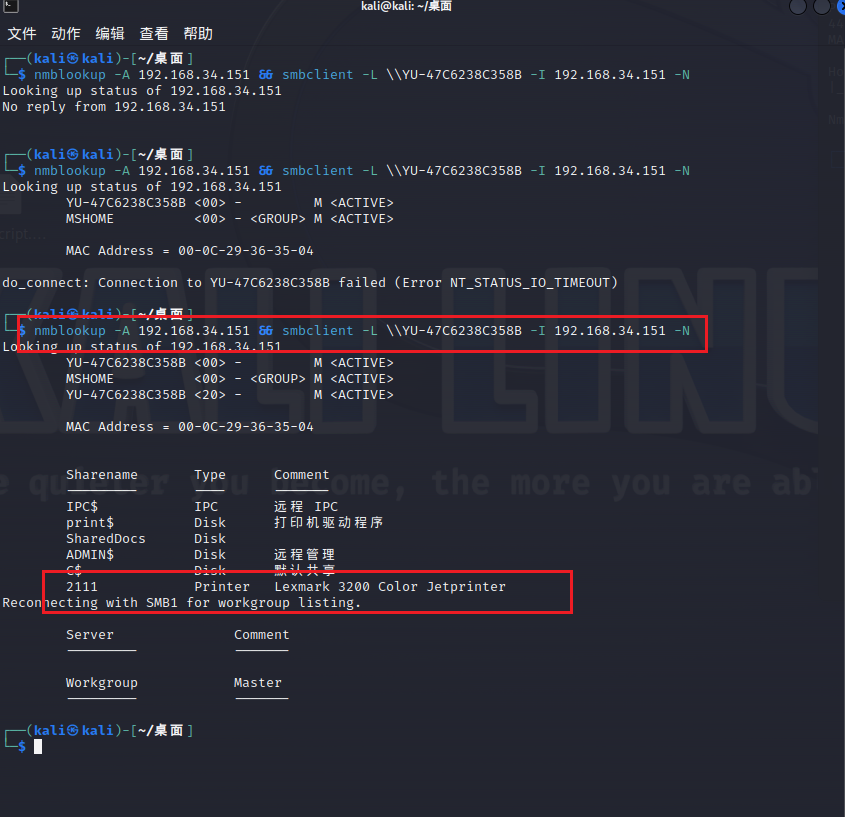 kali@kali: ~/桌面
文件 动作 编辑 查看 帮助
┌──(kali㉿kali)-[~/桌面]
└─$ nmblookup -A 192.168.34.151 && smbclient -L \\YU-47C6238C358B -I 192.168.34.151 -N
Looking up status of 192.168.34.151
No reply from 192.168.34.151
┌──(kali㉿kali)-[~/桌面]
└─$ nmblookup -A 192.168.34.151 && smbclient -L \\YU-47C6238C358B -I 192.168.34.151 -N
Looking up status of 192.168.34.151
YU-47C6238C358B <00> - M <ACTIVE>
MSHOME <00> - <GROUP> M <ACTIVE>
MAC Address = 00-0C-29-36-35-04
do_connect: Connection to YU-47C6238C358B failed (Error NT_STATUS_IO_TIMEOUT)
┌──(kali㉿kali)-[~/桌面]
└─$ nmblookup -A 192.168.34.151 && smbclient -L \\YU-47C6238C358B -I 192.168.34.151 -N
Looking up status of 192.168.34.151
YU-47C6238C358B <00> - M <ACTIVE>
MSHOME <00> - <GROUP> M <ACTIVE>
YU-47C6238C358B <20> - M <ACTIVE>
MAC Address = 00-0C-29-36-35-04
Sharename Type Comment
IPC$ IPC 远程 IPC
print$ Disk 打印机驱动程序
SharedDocs Disk
ADMIN$ Disk 远程管理
C$ Disk 默认共享
2111 Printer Lexmark 3200 Color Jetprinter
Reconnecting with SMB1 for workgroup listing.
Server Comment
Workgroup Master
┌──(kali㉿kali)-[~/桌面]
└─$